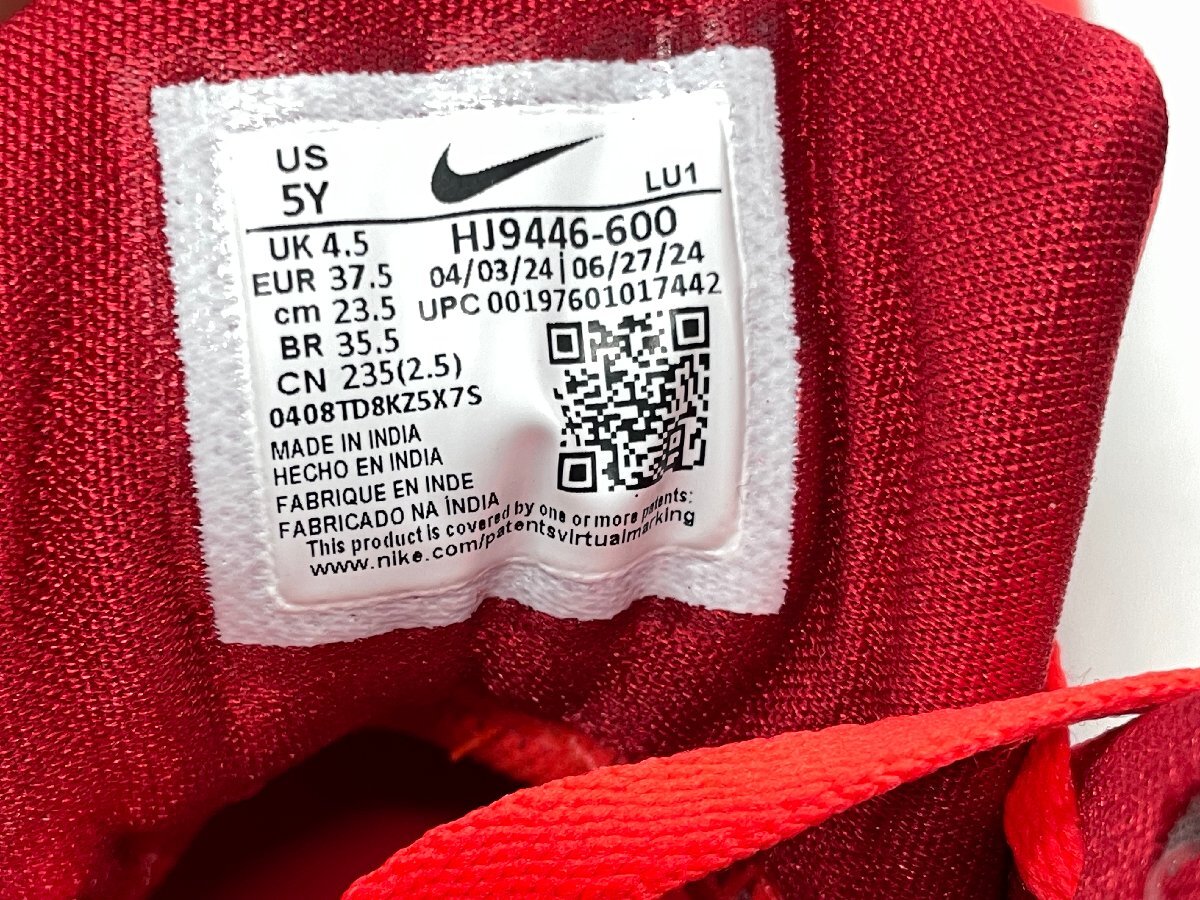 US
5Y
LU1
UK 4.5
EUR 37.5
cm 23.5
BR 35.5
CN 235(2.5)
HJ9446-600
04/03/24|06/27/24
UPC 00197601017442
0408TD8KZ5X7S
MADE IN INDIA
HECHO EN INDIA
FABRIQUE EN INDE
FABRICADO NA ÍNDIA
This product is covered by one or more patents:
www.nike.com/patentsvirtualmarking